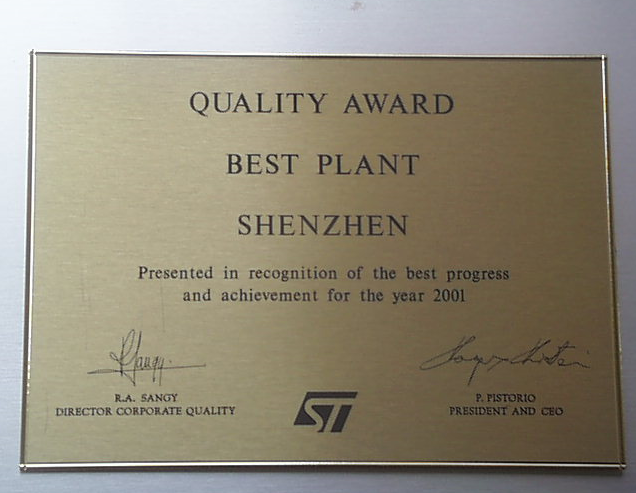 QUALITY AWARD
BEST PLANT
SHENZHEN
Presented in recognition of the best progress
and achievement for the year 2001
R.A. SANGY
DIRECTOR CORPORATE QUALITY
ST
P. PISTORIO
PRESIDENT AND CEO